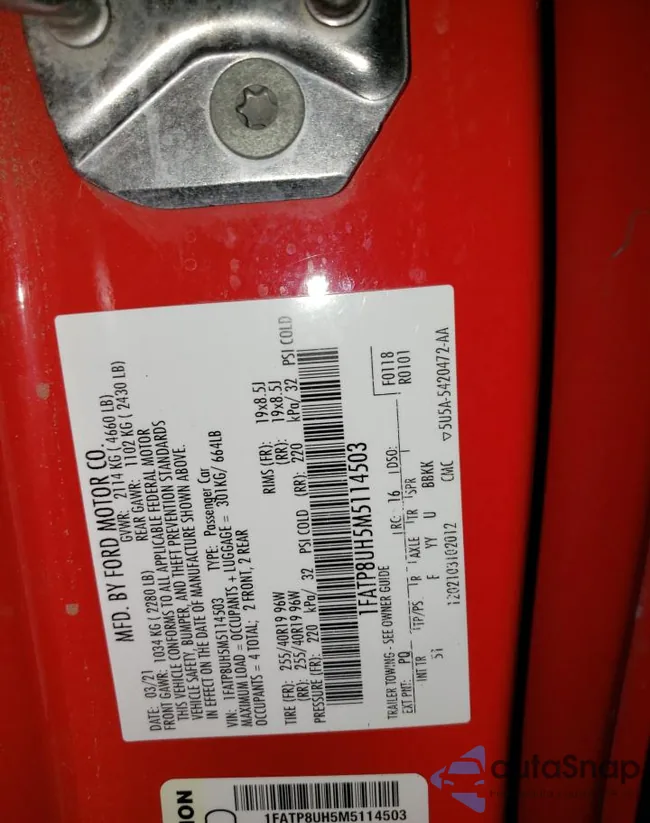 MFD. BY FORD MOTOR CO.
DATE: 03/21 GVWR: 2114 KG ( 4660 LB)
FRONT GAWR: 1034 KG ( 2280 LB) REAR GAWR: 1102 KG ( 2430 LB)
THIS VEHICLE CONFORMS TO ALL APPLICABLE FEDERAL MOTOR
VEHICLE SAFETY, BUMPER, AND THEFT PREVENTION STANDARDS
IN EFFECT ON THE DATE OF MANUFACTURE SHOWN ABOVE.
VIN: 1FATP8UH5M5114503 TYPE: Passenger Car
MAXIMUM LOAD = OCCUPANTS + LUGGAGE = 301KG/ 664LB
OCCUPANTS = 4 TOTAL: 2 FRONT, 2 REAR
TIRE (FR): 255/40R19 96W RIMS (FR): 19x8.5J
(RR): 255/40R19 96W (RR): 19x8.5J
PRESSURE (FR): 220 kPa/ 32 PSI COLD (RR): 220 kPa/ 32 PSI COLD
1FATP8UH5M5114503
TRAILER TOWING - SEE OWNER GUIDE RC: 16 DSO: F0118
R0101
EXT PNT: PQ
INT TR TP/PS R AXLE TR SPR
5I F YY U BBKK
1202103102012 CMC ▽5U5A-5420472-AA
ION
1FATP8UH5M5114503
autoSnap